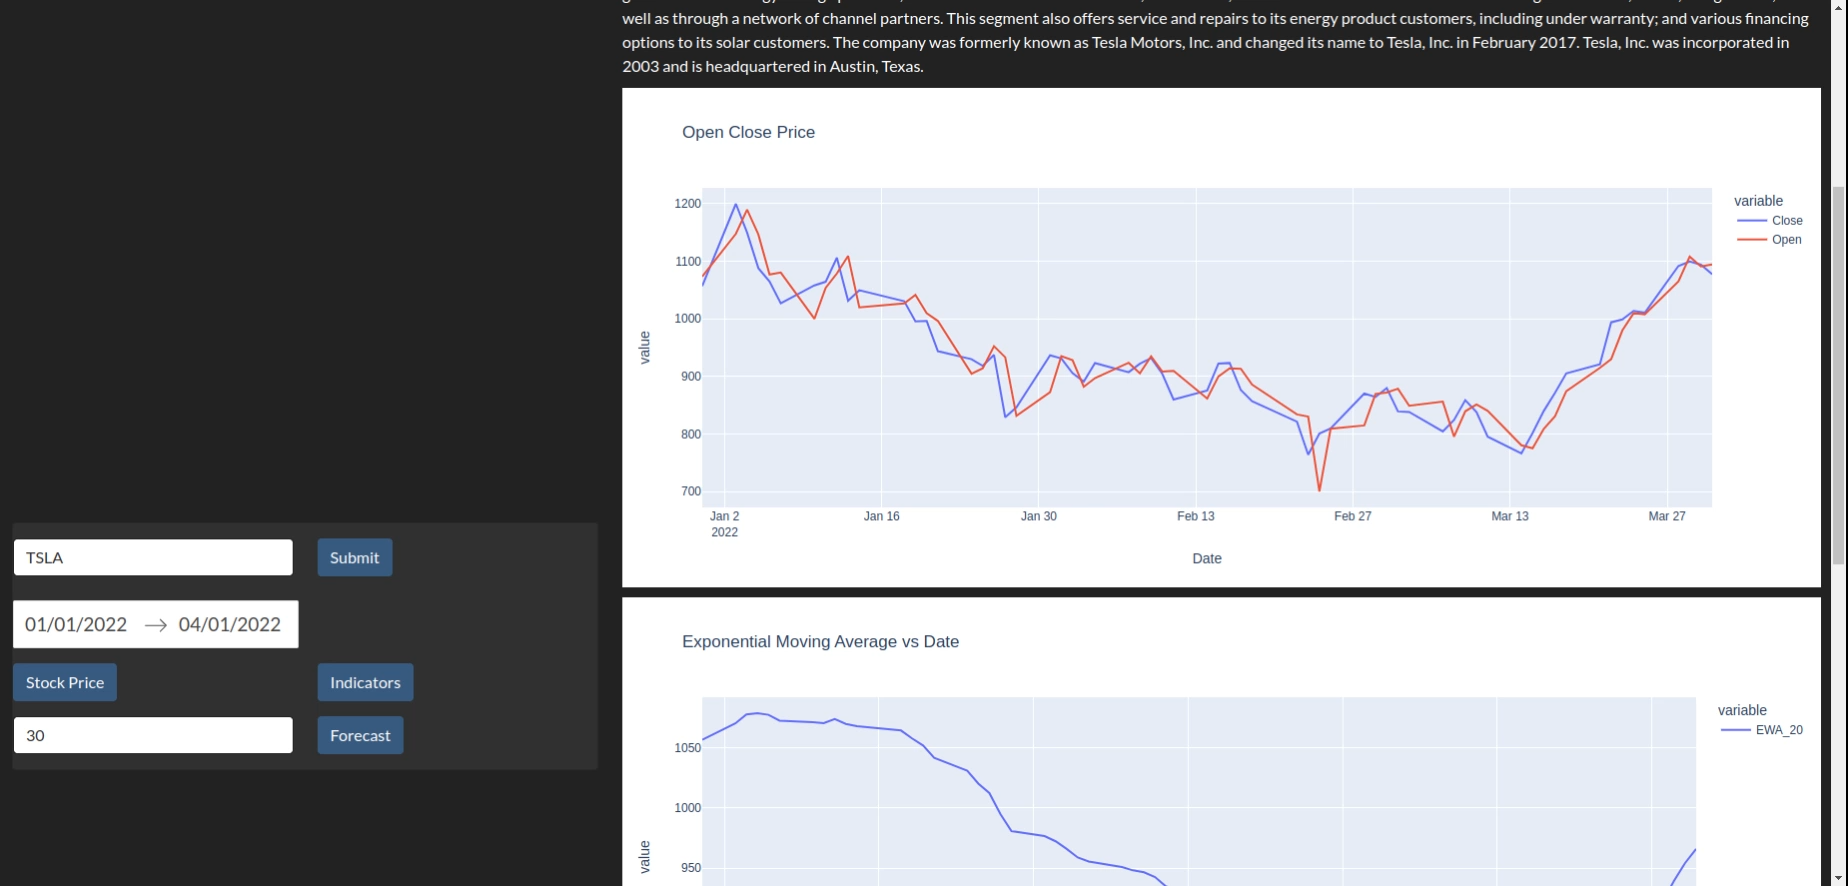 well as through a network of channel partners. This segment also offers service and repairs to its energy product customers, including under warranty; and various financing
options to its solar customers. The company was formerly known as Tesla Motors, Inc. and changed its name to Tesla, Inc. in February 2017. Tesla, Inc. was incorporated in
2003 and is headquartered in Austin, Texas.
Open Close Price
variable
Close
Open
1200
1100
1000
900
800
700
value
Jan 2
2022
Jan 16
Jan 30
Feb 13
Feb 27
Mar 13
Mar 27
Date
TSLA
Submit
01/01/2022 → 04/01/2022
Stock Price
Indicators
30
Forecast
Exponential Moving Average vs Date
variable
EWA_20
1050
1000
950
value